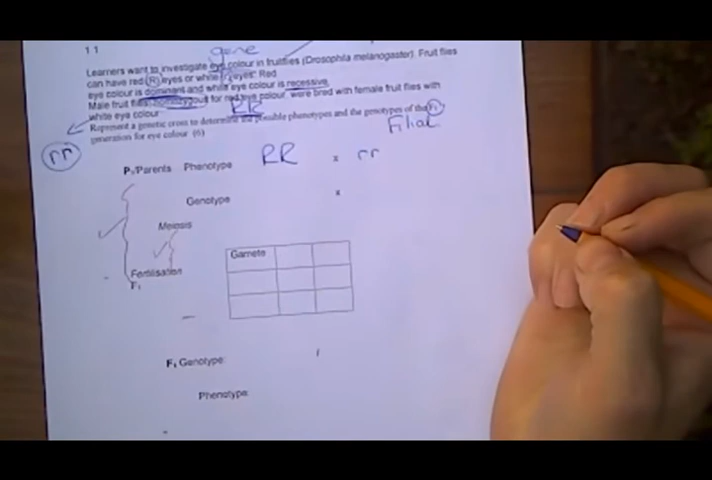 1 1
gene
Learners want to investigate eye colour in fruitflies (Drosophila melanogaster). Fruit flies
can have red (R) eyes or white (r) eyes. Red
eye colour is dominant and white eye colour is recessive.
Male fruit flies, homozygous for red eye colour, were bred with female fruit flies with
RR
white eye colour
Represent a genetic cross to determine the possible phenotypes and the genotypes of the F₁
Filial
generation for eye colour (6)
rr
P₁/Parents Phenotype RR x rr
Genotype x
Meiosis
Gamete
Fertilisation
F₁
F₁ Genotype:
Phenotype: